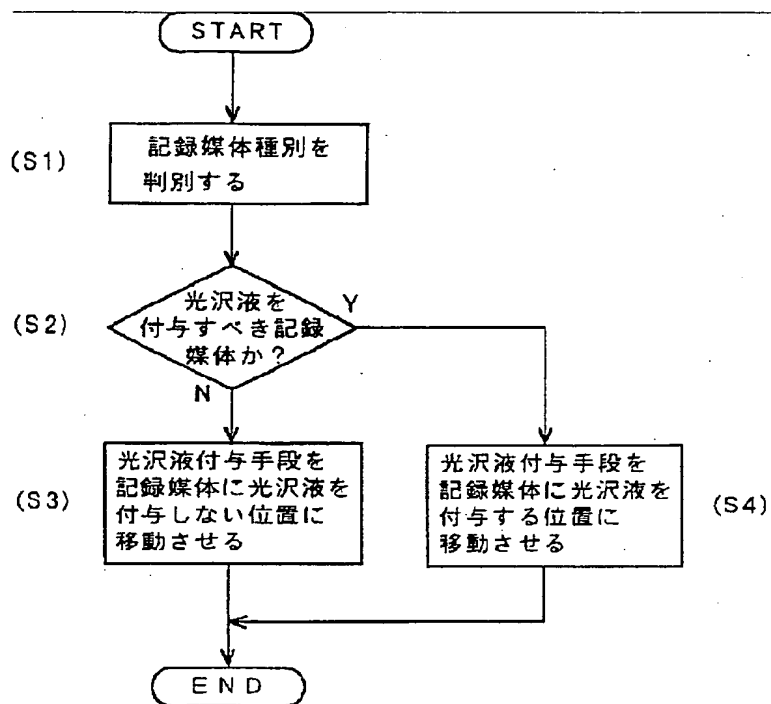 START
(S1)
記録媒体種別を
判別する
(S2)
光沢液を
付与すべき記録
媒体か?
Y
N
(S3)
光沢液付与手段を
記録媒体に光沢液を
付与しない位置に
移動させる
光沢液付与手段を
記録媒体に光沢液を
付与する位置に
移動させる
(S4)
END